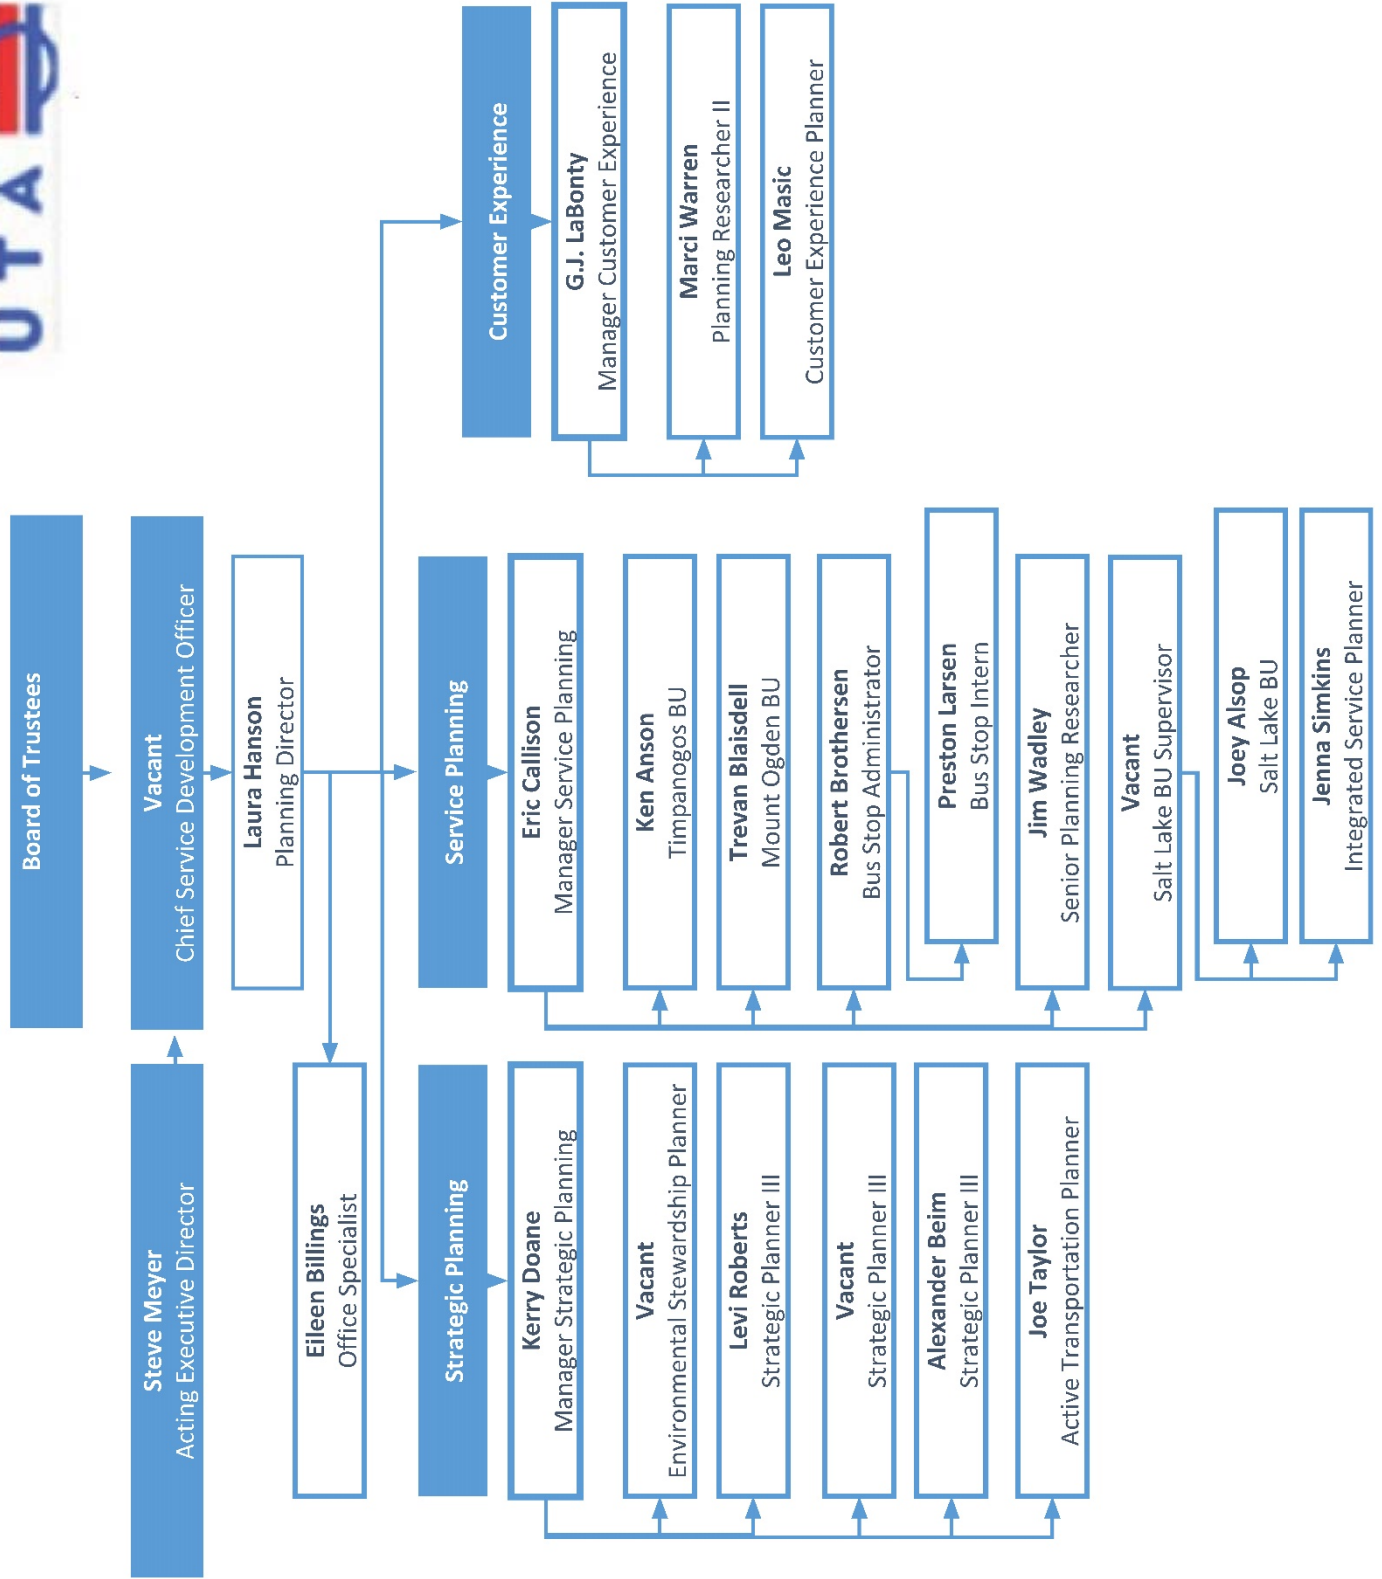 UTA
Board of Trustees
Steve Meyer
Acting Executive Director
Vacant
Chief Service Development Officer
Laura Hanson
Planning Director
Eileen Billings
Office Specialist
Strategic Planning
Kerry Doane
Manager Strategic Planning
Vacant
Environmental Stewardship Planner
Levi Roberts
Strategic Planner III
Vacant
Strategic Planner III
Alexander Beim
Strategic Planner III
Joe Taylor
Active Transportation Planner
Service Planning
Eric Callison
Manager Service Planning
Ken Anson
Timpanogos BU
Trevan Blaisdell
Mount Ogden BU
Robert Brothersen
Bus Stop Administrator
Preston Larsen
Bus Stop Intern
Jim Wadley
Senior Planning Researcher
Vacant
Salt Lake BU Supervisor
Joey Alsop
Salt Lake BU
Jenna Simkins
Integrated Service Planner
Customer Experience
G.J. LaBonty
Manager Customer Experience
Marci Warren
Planning Researcher II
Leo Masic
Customer Experience Planner